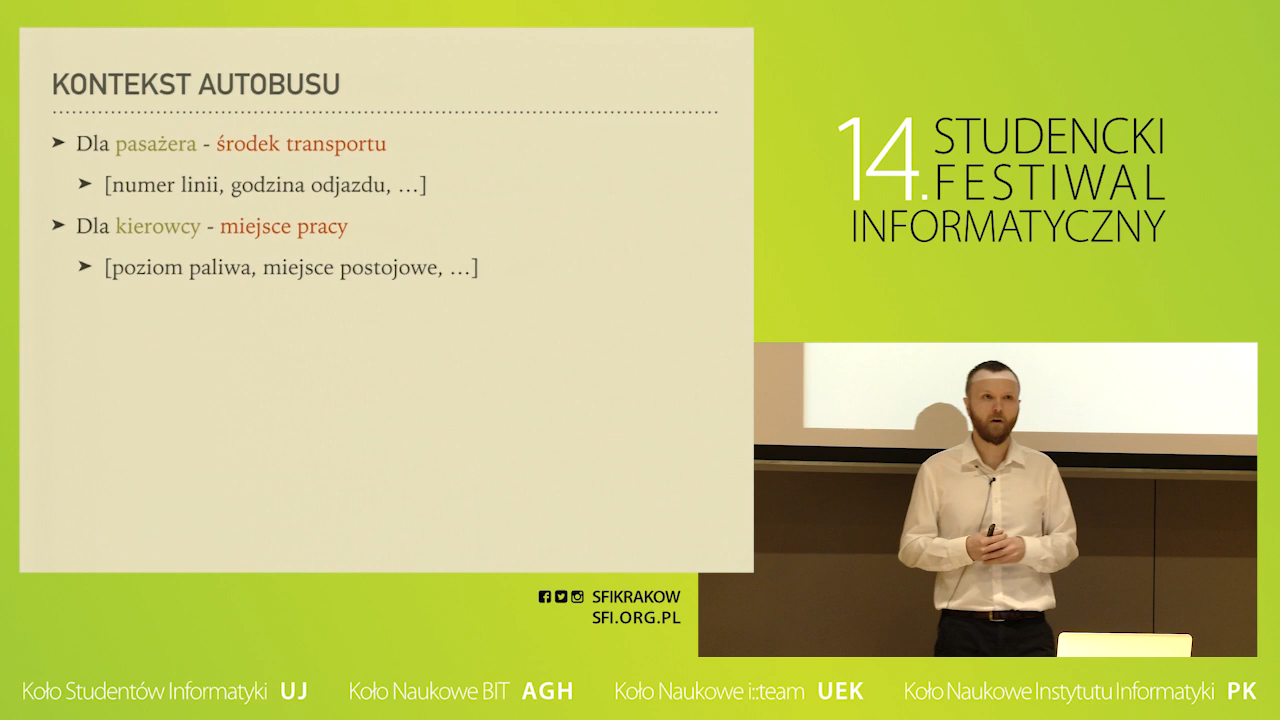 KONTEKST AUTOBUSU
➤ Dla pasażera - środek transportu
➤ [numer linii, godzina odjazdu, …]
➤ Dla kierowcy - miejsce pracy
➤ [poziom paliwa, miejsce postojowe, …]
14. STUDENCKI
FESTIWAL
INFORMATYCZNY
SFIKRAKOW
SFI.ORG.PL
Koło Studentów Informatyki UJ
Koło Naukowe BIT AGH
Koło Naukowe i::team UEK
Koło Naukowe Instytutu Informatyki PK